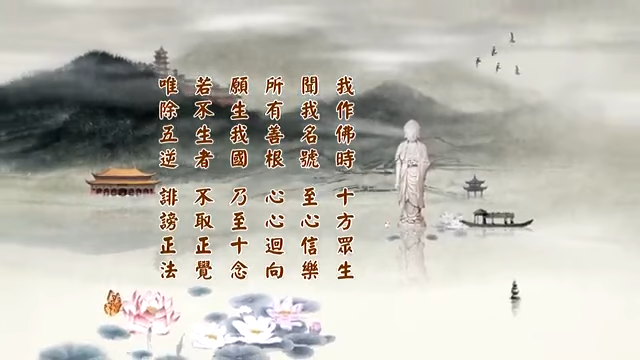 我作佛時 十方眾生
聞我名號 至心信樂
所有善根 心心迴向
願生我國 乃至十念
若不生者 不取正覺
唯除五逆 誹謗正法